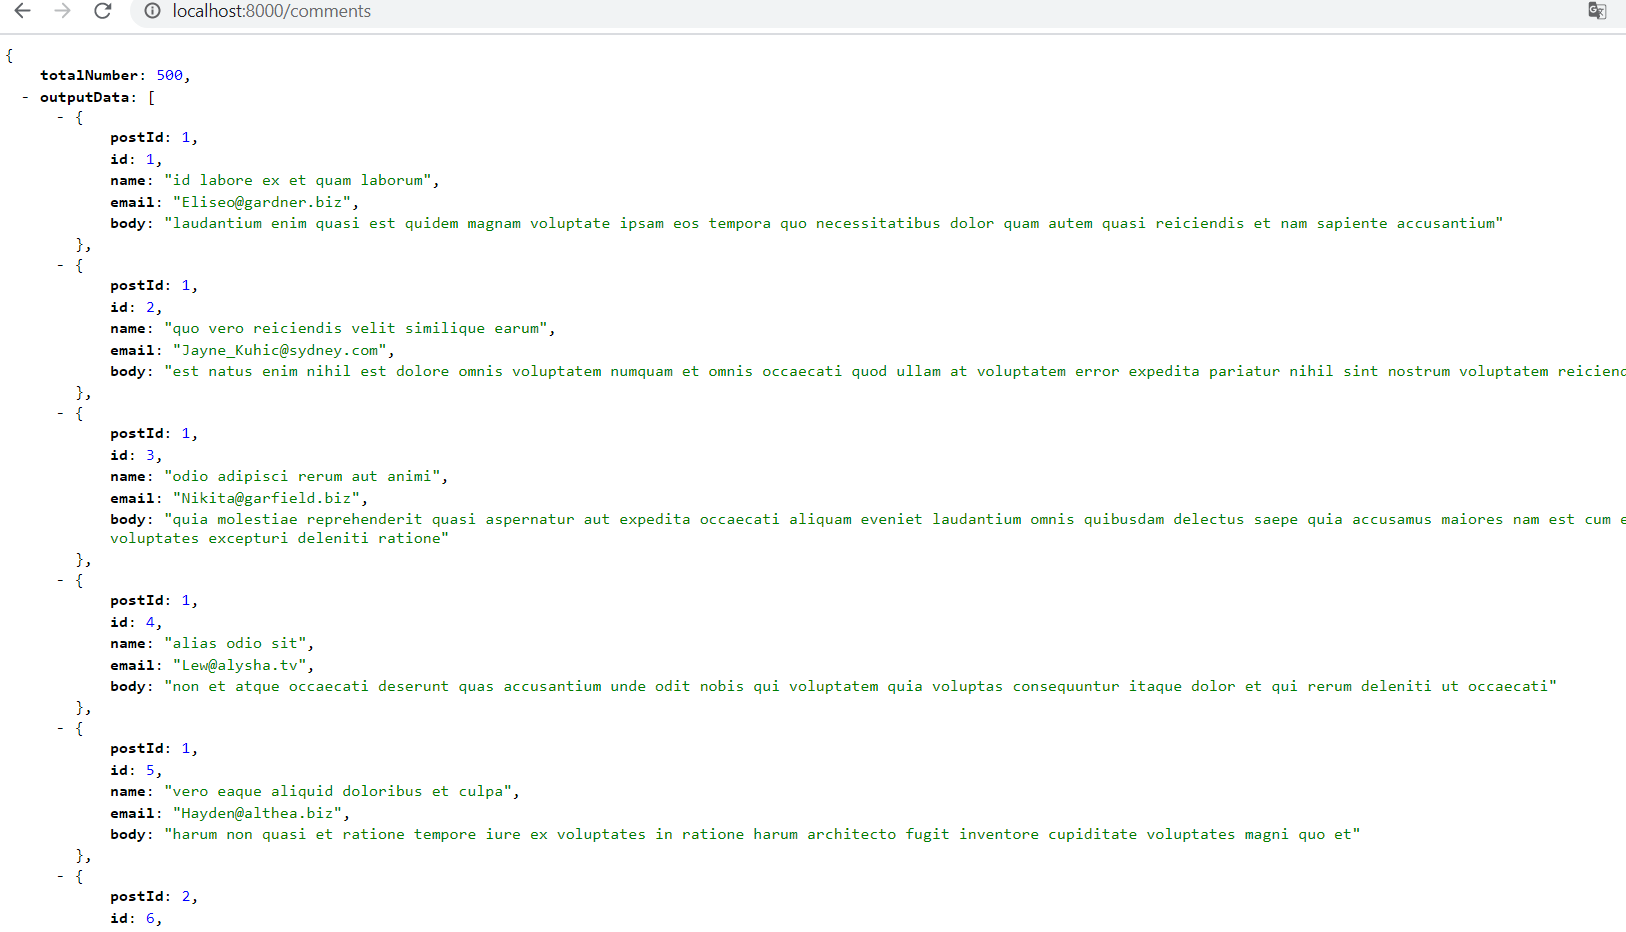 localhost:8000/comments
{
totalNumber: 500,
- outputData: [
- {
postId: 1,
id: 1,
name: "id labore ex et quam laborum",
email: "Eliseo@gardner.biz",
body: "laudantium enim quasi est quidem magnam voluptate ipsam eos tempora quo necessitatibus dolor quam autem quasi reiciendis et nam sapiente accusantium"
},
- {
postId: 1,
id: 2,
name: "quo vero reiciendis velit similique earum",
email: "Jayne_Kuhic@sydney.com",
body: "est natus enim nihil est dolore omnis voluptatem numquam et omnis occaecati quod ullam at voluptatem error expedita pariatur nihil sint nostrum voluptatem reiciend
},
- {
postId: 1,
id: 3,
name: "odio adipisci rerum aut animi",
email: "Nikita@garfield.biz",
body: "quia molestiae reprehenderit quasi aspernatur aut expedita occaecati aliquam eveniet laudantium omnis quibusdam delectus saepe quia accusamus maiores nam est cum
voluptates excepturi deleniti ratione"
},
- {
postId: 1,
id: 4,
name: "alias odio sit",
email: "Lew@alysha.tv",
body: "non et atque occaecati deserunt quas accusantium unde odit nobis qui voluptatem quia voluptas consequuntur itaque dolor et qui rerum deleniti ut occaecati"
},
- {
postId: 1,
id: 5,
name: "vero eaque aliquid doloribus et culpa",
email: "Hayden@althea.biz",
body: "harum non quasi et ratione tempore iure ex voluptates in ratione harum architecto fugit inventore cupiditate voluptates magni quo et"
},
- {
postId: 2,
id: 6,